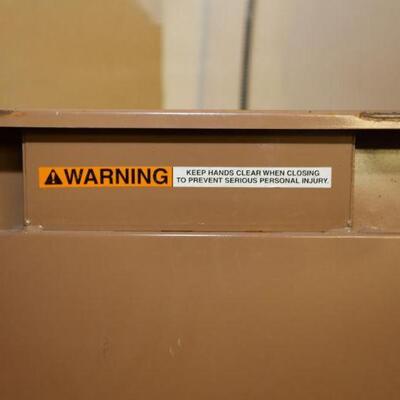 WARNING
KEEP HANDS CLEAR WHEN CLOSING
TO PREVENT SERIOUS PERSONAL INJURY.